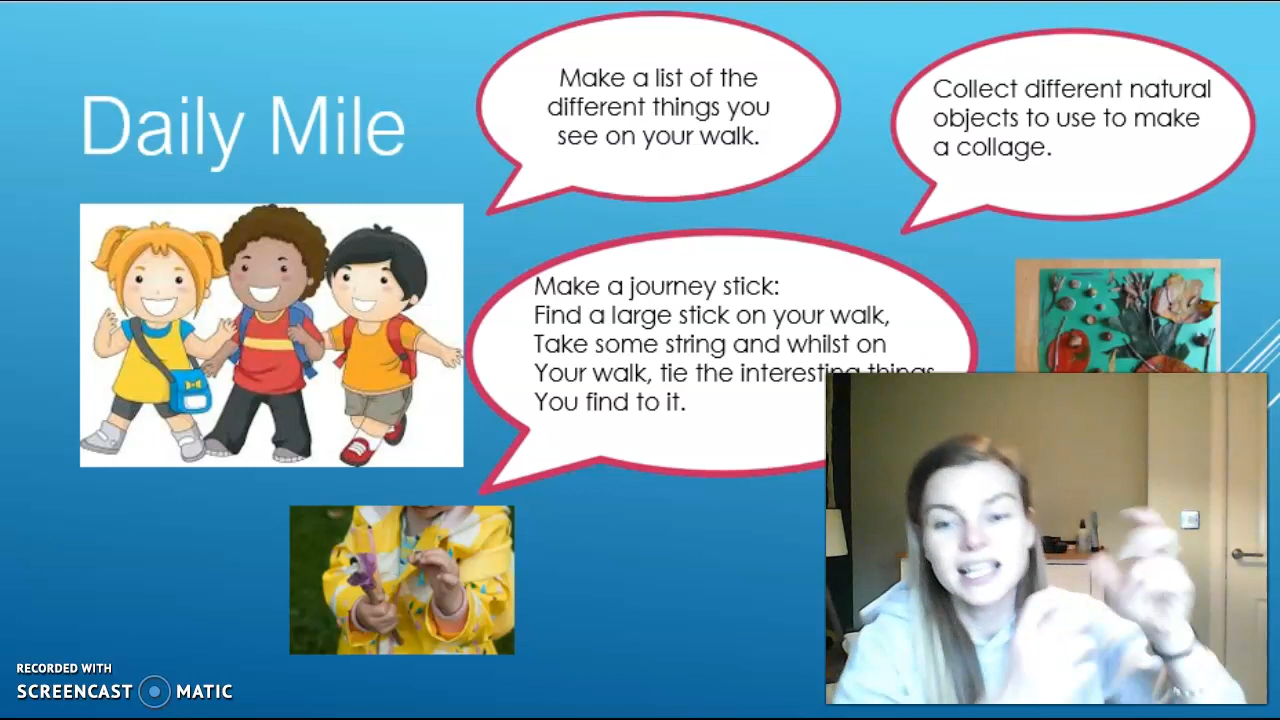 Daily Mile
Make a list of the
different things you
see on your walk.
Collect different natural
objects to use to make
a collage.
Make a journey stick:
Find a large stick on your walk,
Take some string and whilst on
Your walk, tie the interesting things
You find to it.
RECORDED WITH
SCREENCAST MATIC